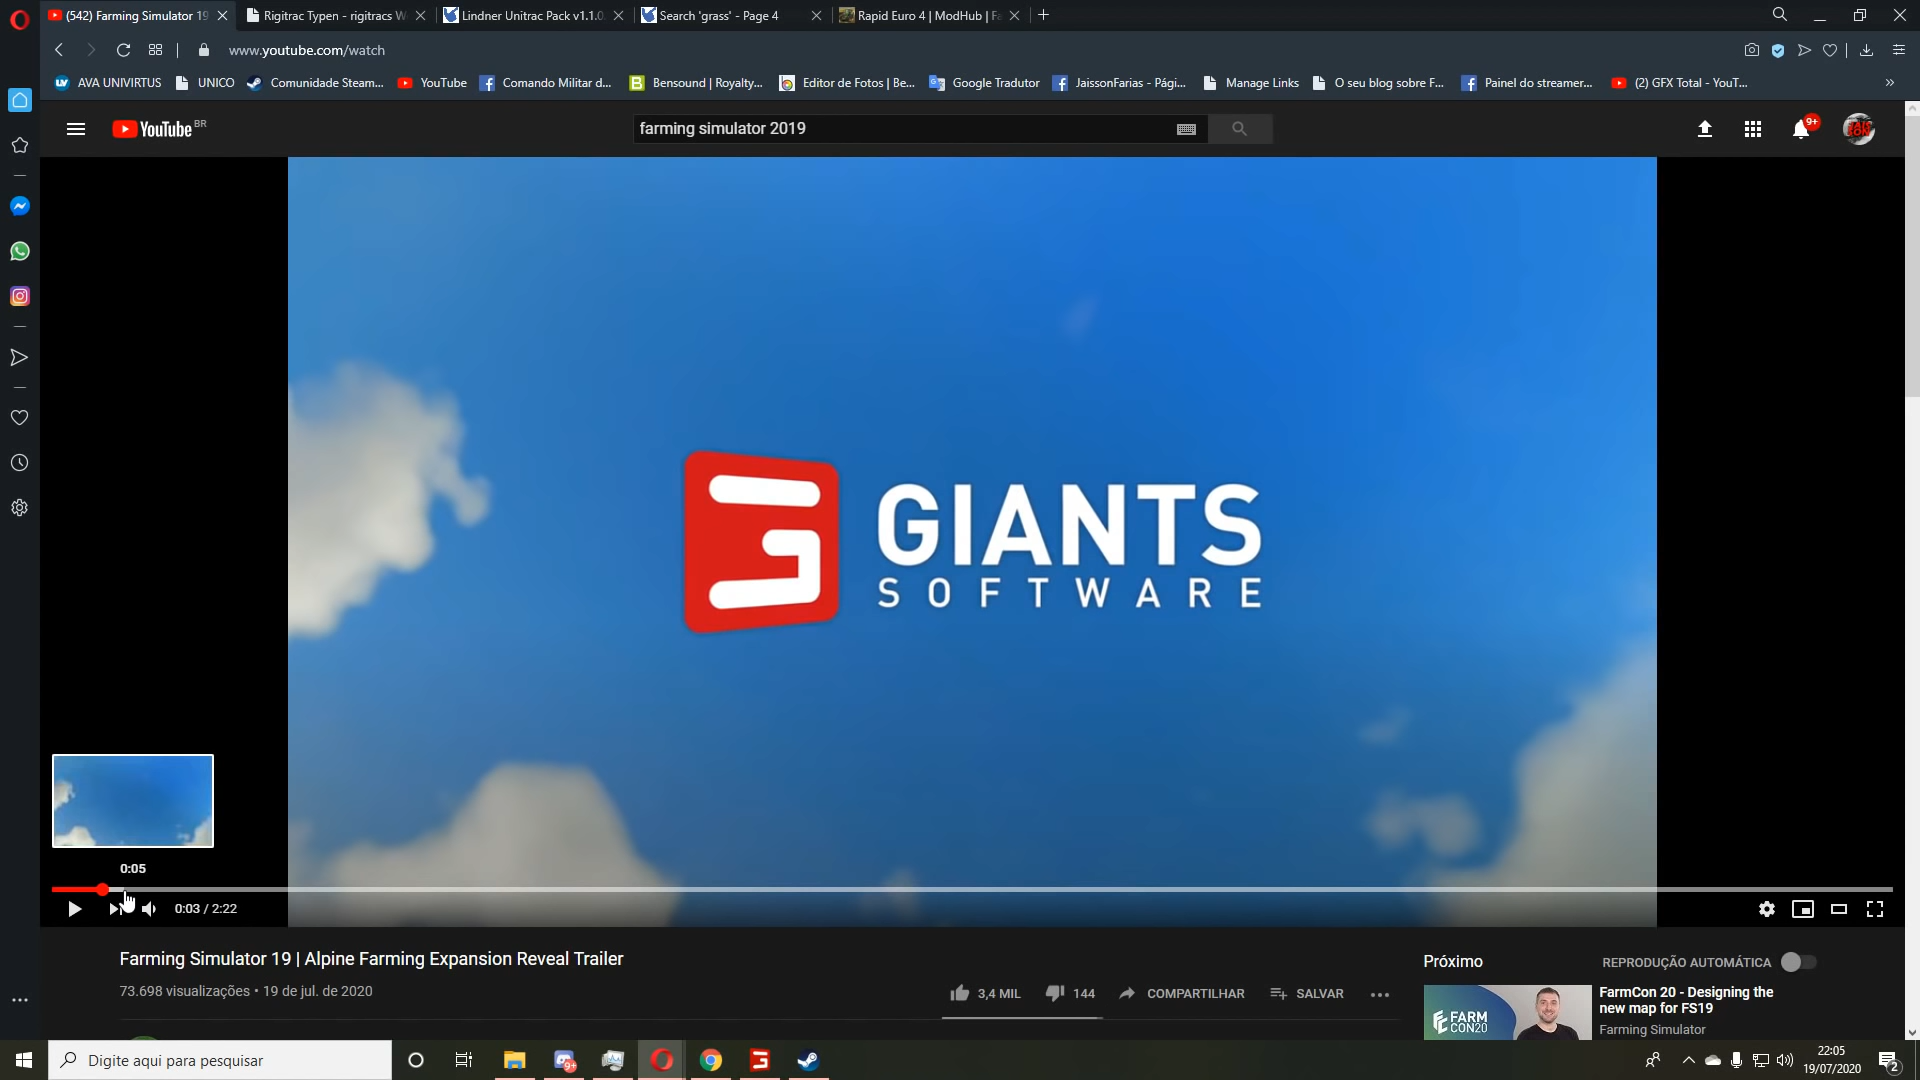 (542) Farming Simulator 19
Rigitrac Typen - rigitracs W
Lindner Unitrac Pack v1.1.0.
Search 'grass' - Page 4
Rapid Euro 4 | ModHub | Fa
www.youtube.com/watch
AVA UNIVIRTUS
UNICO
Comunidade Steam...
YouTube
Comando Militar d...
Bensound | Royalty...
Editor de Fotos | Be...
Google Tradutor
JaissonFarias - Pági...
Manage Links
O seu blog sobre F...
Painel do streamer...
(2) GFX Total - YouT...
YouTube BR
farming simulator 2019
9+
GIANTS
SOFTWARE
0:05
0:03 / 2:22
Farming Simulator 19 | Alpine Farming Expansion Reveal Trailer
73.698 visualizações • 19 de jul. de 2020
3,4 MIL
144
COMPARTILHAR
SALVAR
Próximo
REPRODUÇÃO AUTOMÁTICA
FARM
CON20
FarmCon 20 - Designing the
new map for FS19
Farming Simulator
Digite aqui para pesquisar
9+
22:05
19/07/2020
2